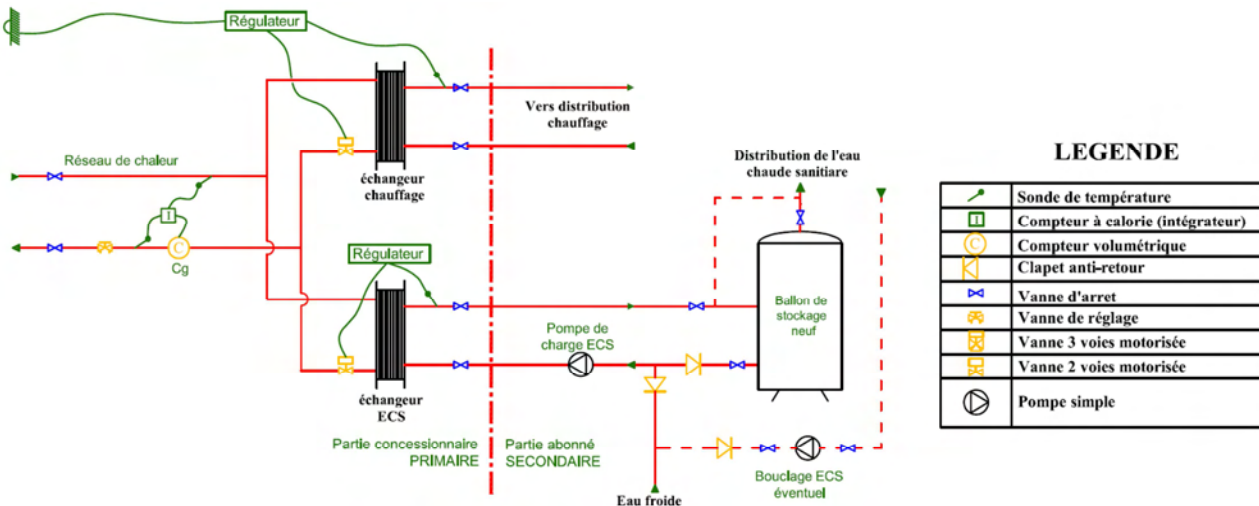 Régulateur
Réseau de chaleur
I
C
Cg
échangeur
chauffage
Vers distribution
chauffage
Régulateur
échangeur
ECS
Partie concessionnaire
PRIMAIRE
Partie abonné
SECONDAIRE
Pompe de
charge ECS
Distribution de l'eau
chaude sanitiare
Ballon de
stockage
neuf
Bouclage ECS
éventuel
Eau froide
LEGENDE
Sonde de température
I
Compteur à calorie (intégrateur)
C
Compteur volumétrique
Clapet anti-retour
Vanne d'arret
Vanne de réglage
Vanne 3 voies motorisée
Vanne 2 voies motorisée
Pompe simple